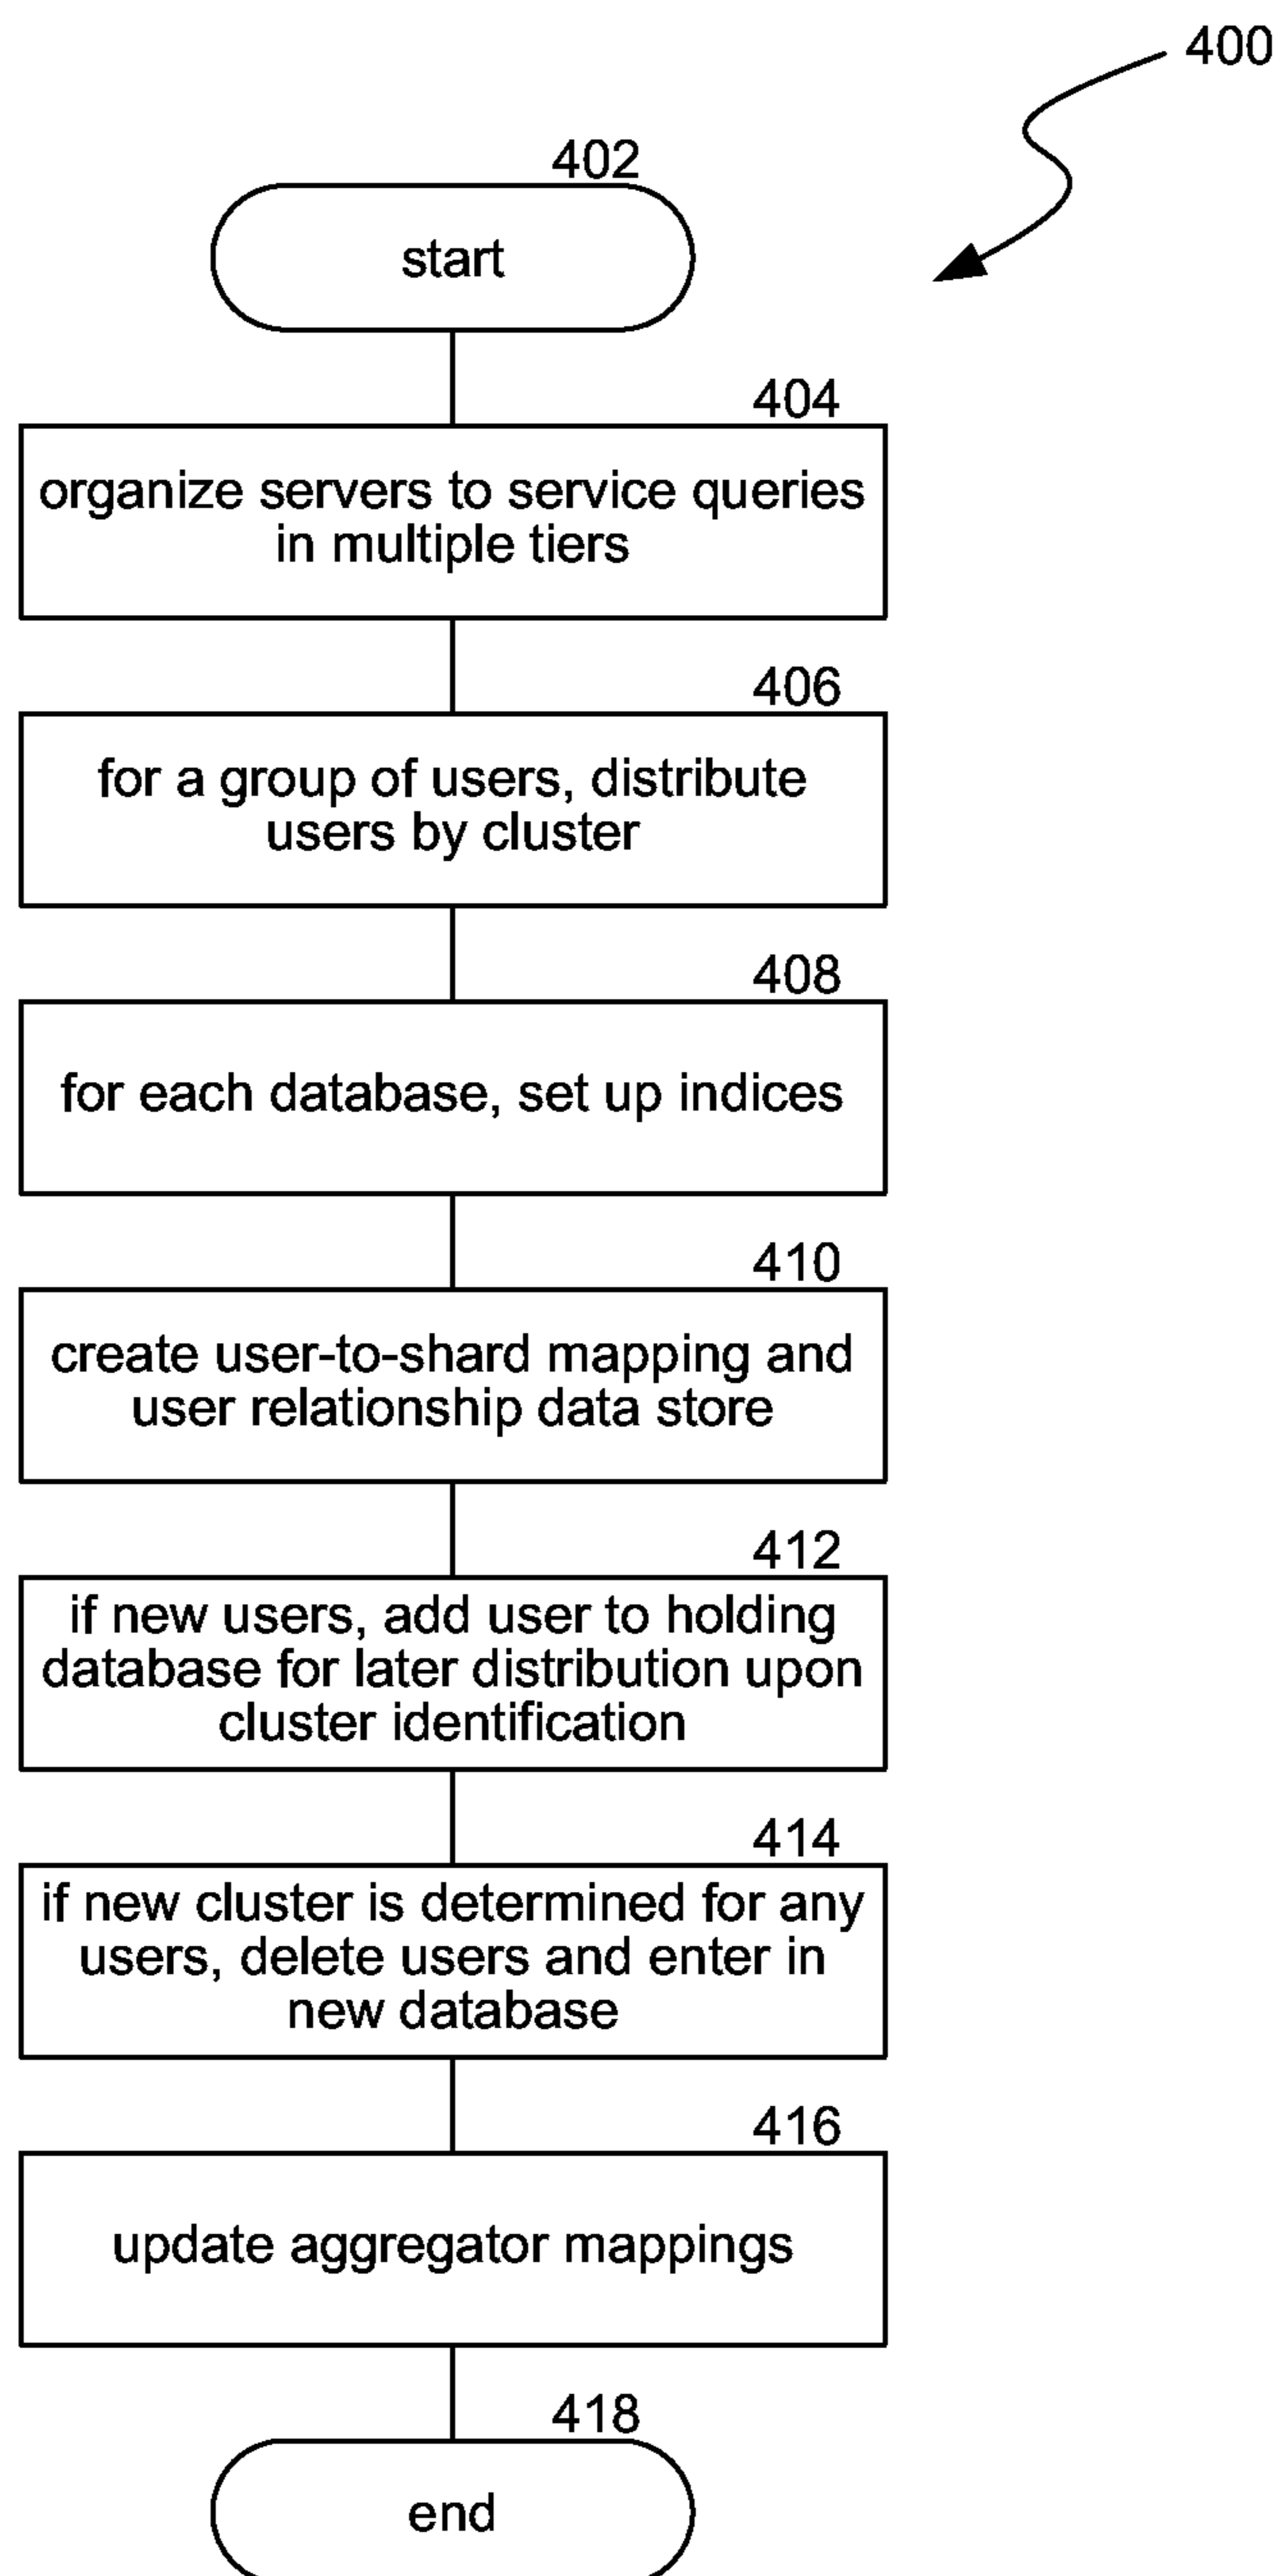 400
402
start
404
organize servers to service queries
in multiple tiers
406
for a group of users, distribute
users by cluster
408
for each database, set up indices
410
create user-to-shard mapping and
user relationship data store
412
if new users, add user to holding
database for later distribution upon
cluster identification
414
if new cluster is determined for any
users, delete users and enter in
new database
416
update aggregator mappings
418
end